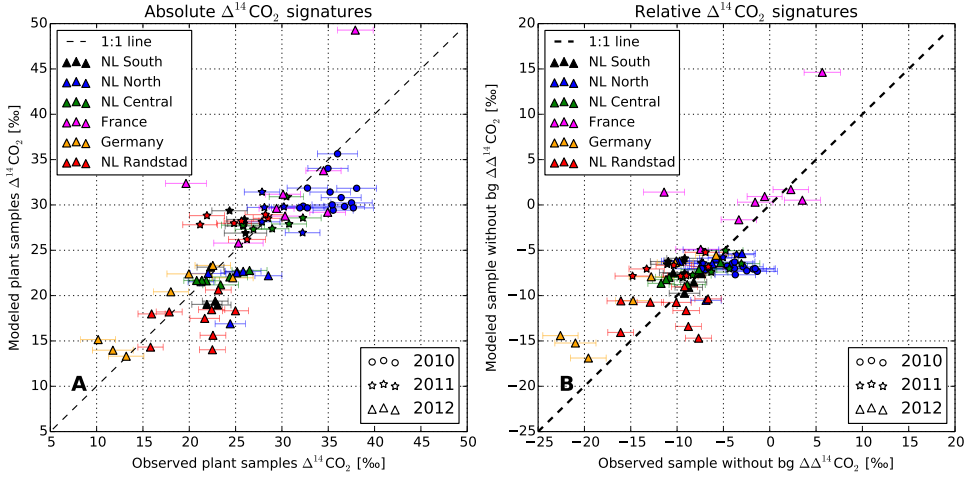 Absolute Δ¹⁴CO₂ signatures
Modeled plant samples Δ¹⁴CO₂ [‰]
50
45
40
35
30
25
20
15
10
5
1:1 line
NL South
NL North
NL Central
France
Germany
NL Randstad
A
2010
2011
2012
5 10 15 20 25 30 35 40 45 50
Observed plant samples Δ¹⁴CO₂ [‰]
Relative Δ¹⁴CO₂ signatures
Modeled sample without bg ΔΔ¹⁴CO₂ [‰]
20
15
10
5
0
−5
−10
−15
−20
−25
1:1 line
NL South
NL North
NL Central
France
Germany
NL Randstad
B
2010
2011
2012
−25 −20 −15 −10 −5 0 5 10 15 20
Observed sample without bg ΔΔ¹⁴CO₂ [‰]